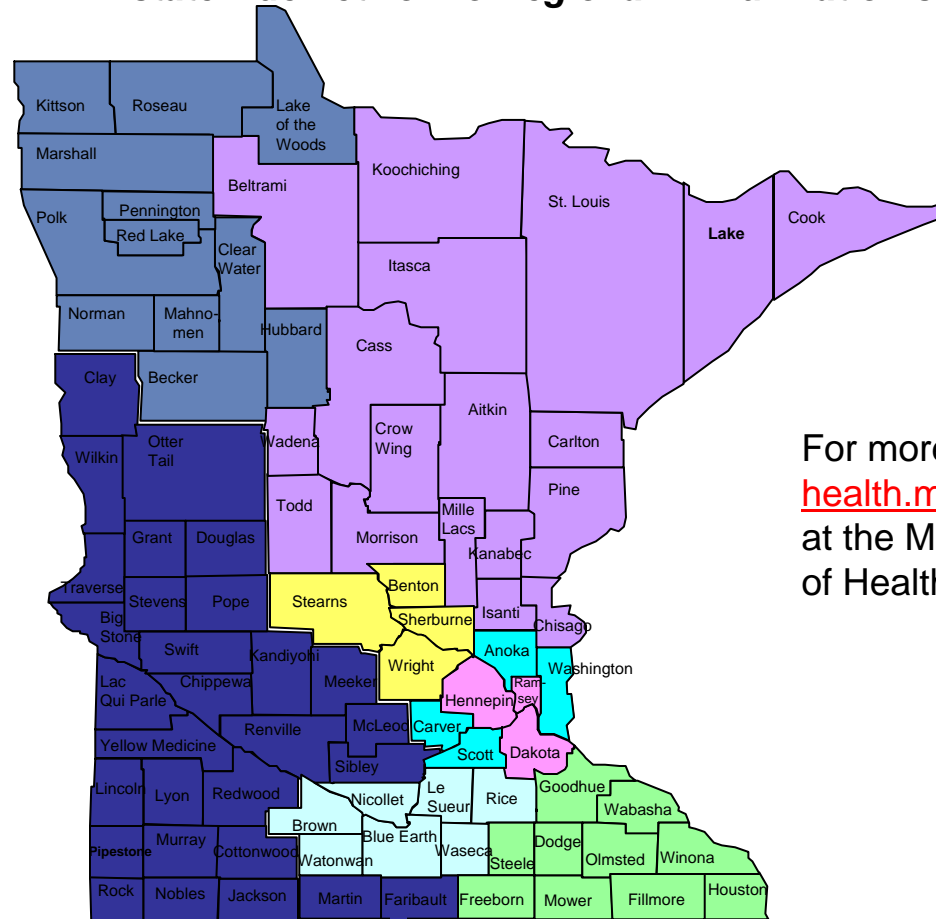 Kittson
Roseau
Lake
of the
Woods
Marshall
Beltrami
Koochiching
St. Louis
Lake
Cook
Polk
Pennington
Red Lake
Clear
Water
Itasca
Norman
Mahno-
men
Hubbard
Cass
Clay
Becker
Aitkin
Wadena
Crow
Wing
Carlton
Otter
Tail
Wilkin
For more
health.m
at the M
of Health
Pine
Todd
Mille
Lacs
Morrison
Kanabec
Grant
Douglas
Traverse
Stevens
Pope
Stearns
Benton
Sherburne
Isanti
Chisago
Big
Stone
Swift
Kandiyohi
Anoka
Washington
Wright
Lac
Qui Parle
Chippewa
Meeker
Hennepin
Ram-
sey
Renville
McLeod
Carver
Scott
Dakota
Yellow Medicine
Sibley
Lincoln
Lyon
Redwood
Nicollet
Le
Sueur
Rice
Goodhue
Wabasha
Brown
Blue Earth
Pipestone
Murray
Cottonwood
Watonwan
Waseca
Steele
Dodge
Olmsted
Winona
Rock
Nobles
Jackson
Martin
Faribault
Freeborn
Mower
Fillmore
Houston